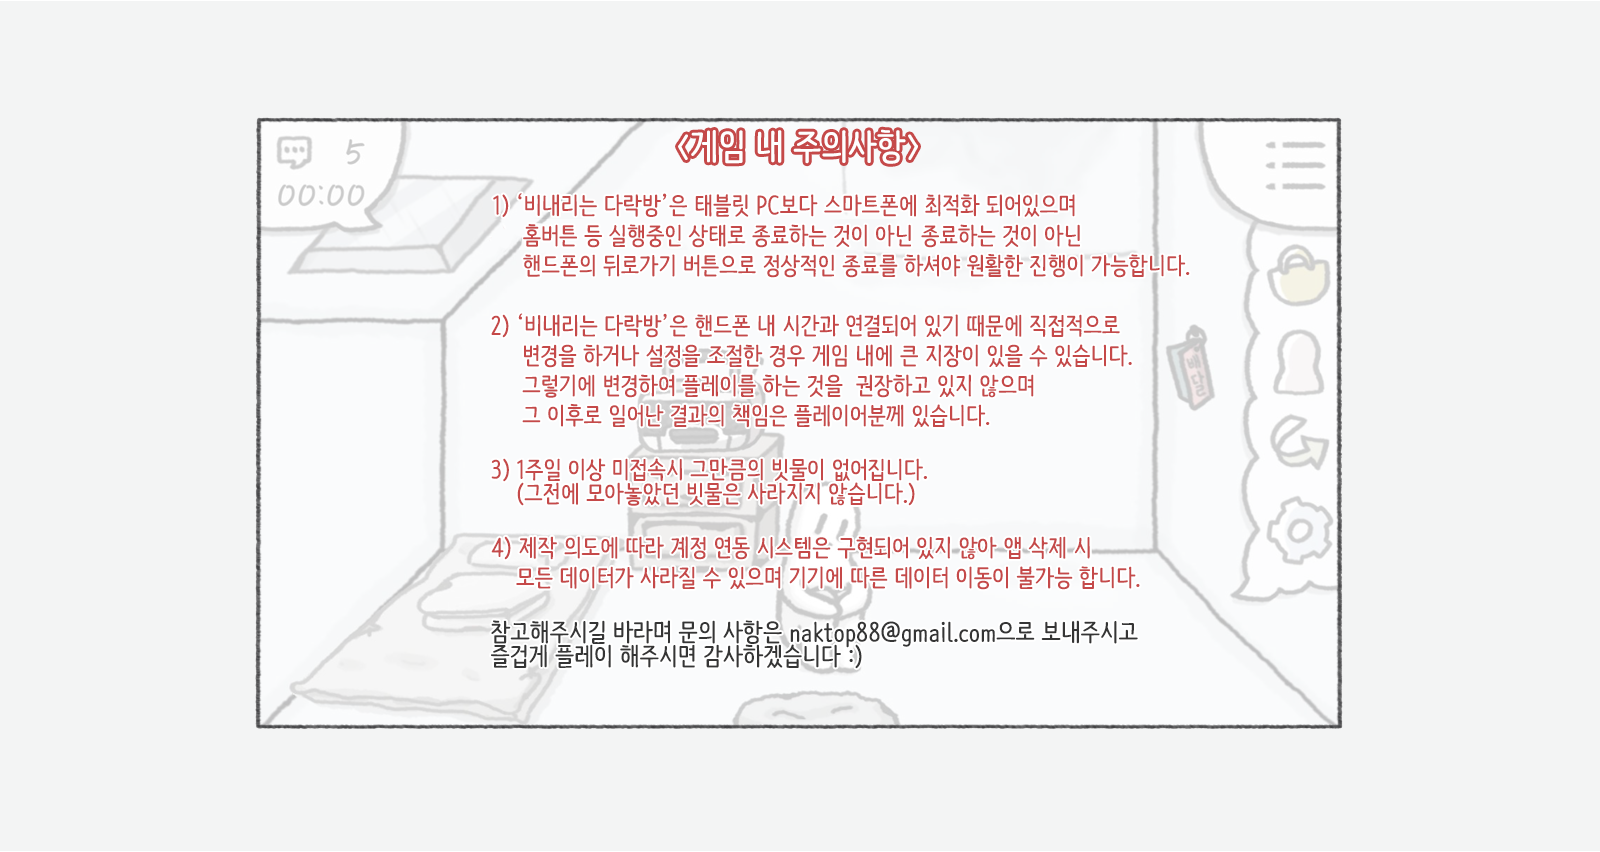 5
00:00
<게임 내 주의사항>
1) ‘비내리는 다락방’은 태블릿 PC보다 스마트폰에 최적화 되어있으며
홈버튼 등 실행중인 상태로 종료하는 것이 아닌 종료하는 것이 아닌
핸드폰의 뒤로가기 버튼으로 정상적인 종료를 하셔야 원활한 진행이 가능합니다.
2) ‘비내리는 다락방’은 핸드폰 내 시간과 연결되어 있기 때문에 직접적으로
변경을 하거나 설정을 조절한 경우 게임 내에 큰 지장이 있을 수 있습니다.
그렇기에 변경하여 플레이를 하는 것을 권장하고 있지 않으며
그 이후로 일어난 결과의 책임은 플레이어분께 있습니다.
3) 1주일 이상 미접속시 그만큼의 빗물이 없어집니다.
(그전에 모아놓았던 빗물은 사라지지 않습니다.)
4) 제작 의도에 따라 계정 연동 시스템은 구현되어 있지 않아 앱 삭제 시
모든 데이터가 사라질 수 있으며 기기에 따른 데이터 이동이 불가능 합니다.
참고해주시길 바라며 문의 사항은 naktop88@gmail.com으로 보내주시고
즐겁게 플레이 해주시면 감사하겠습니다 :)